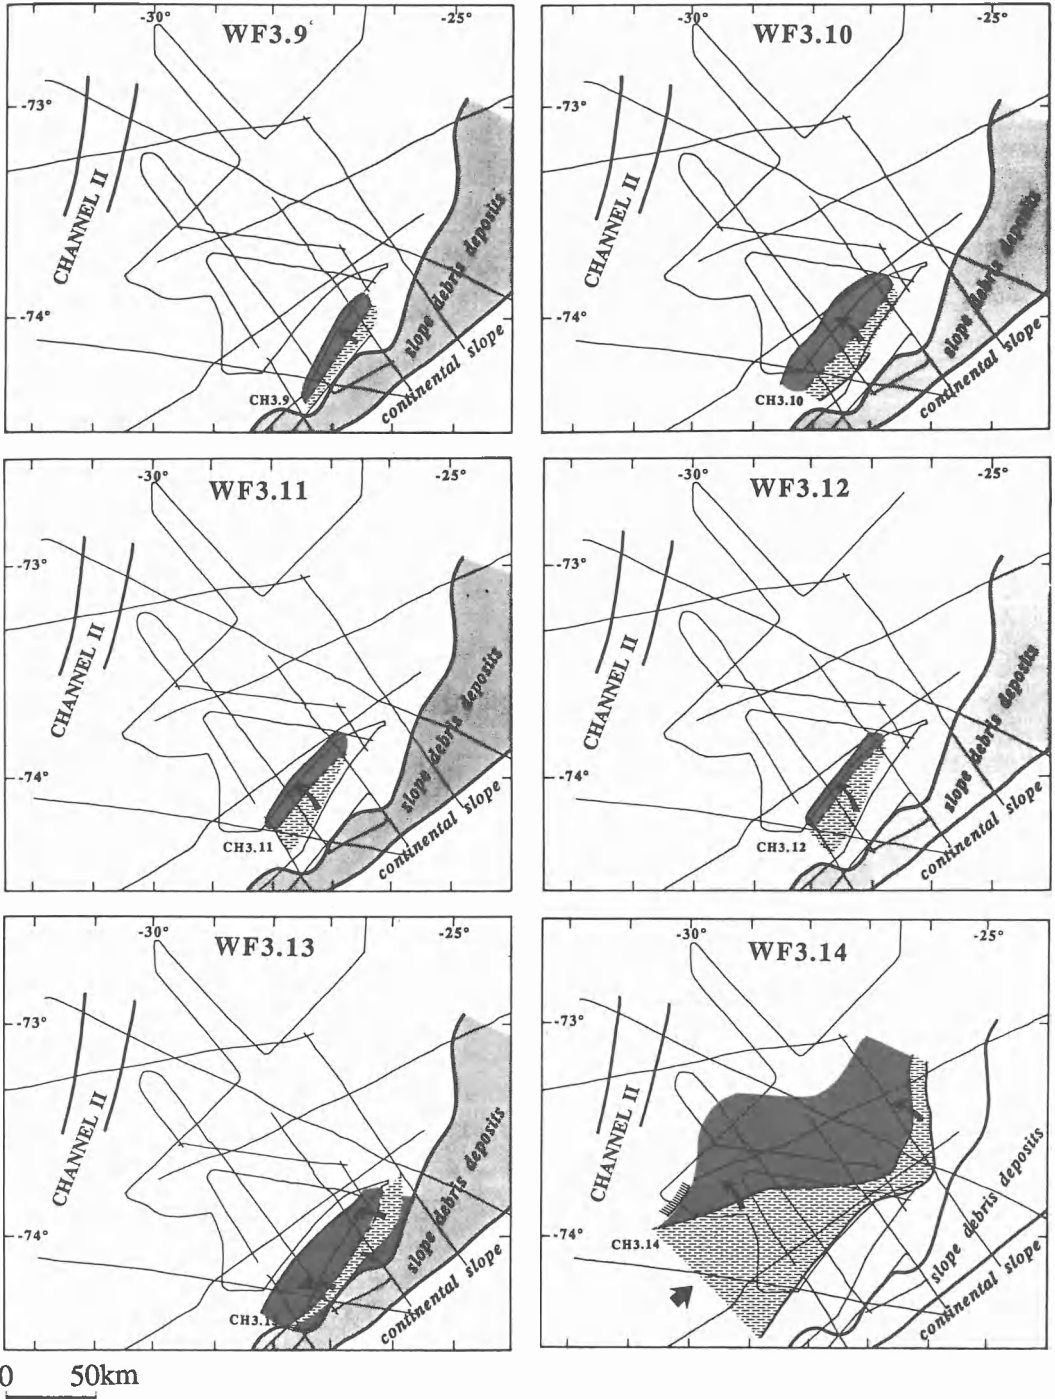 -30° -25°
WF3.9
-73°
CHANNEL II
slope debris deposits
-74°
CH3.9
continental slope
-30° -25°
WF3.10
-73°
CHANNEL II
slope debris deposits
-74°
CH3.10
continental slope
-30° -25°
WF3.11
-73°
CHANNEL II
slope debris deposits
-74°
CH3.11
continental slope
-30° -25°
WF3.12
-73°
CHANNEL II
slope debris deposits
-74°
CH3.12
continental slope
-30° -25°
WF3.13
-73°
CHANNEL II
slope debris deposits
-74°
CH3.13
continental slope
-30° -25°
WF3.14
-73°
CHANNEL II
slope debris deposits
-74°
CH3.14
continental slope
0 50km